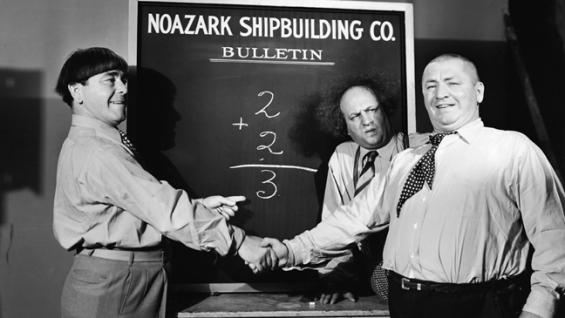 NOAZARK SHIPBUILDING CO.
BULLETIN
2
+ 2
3